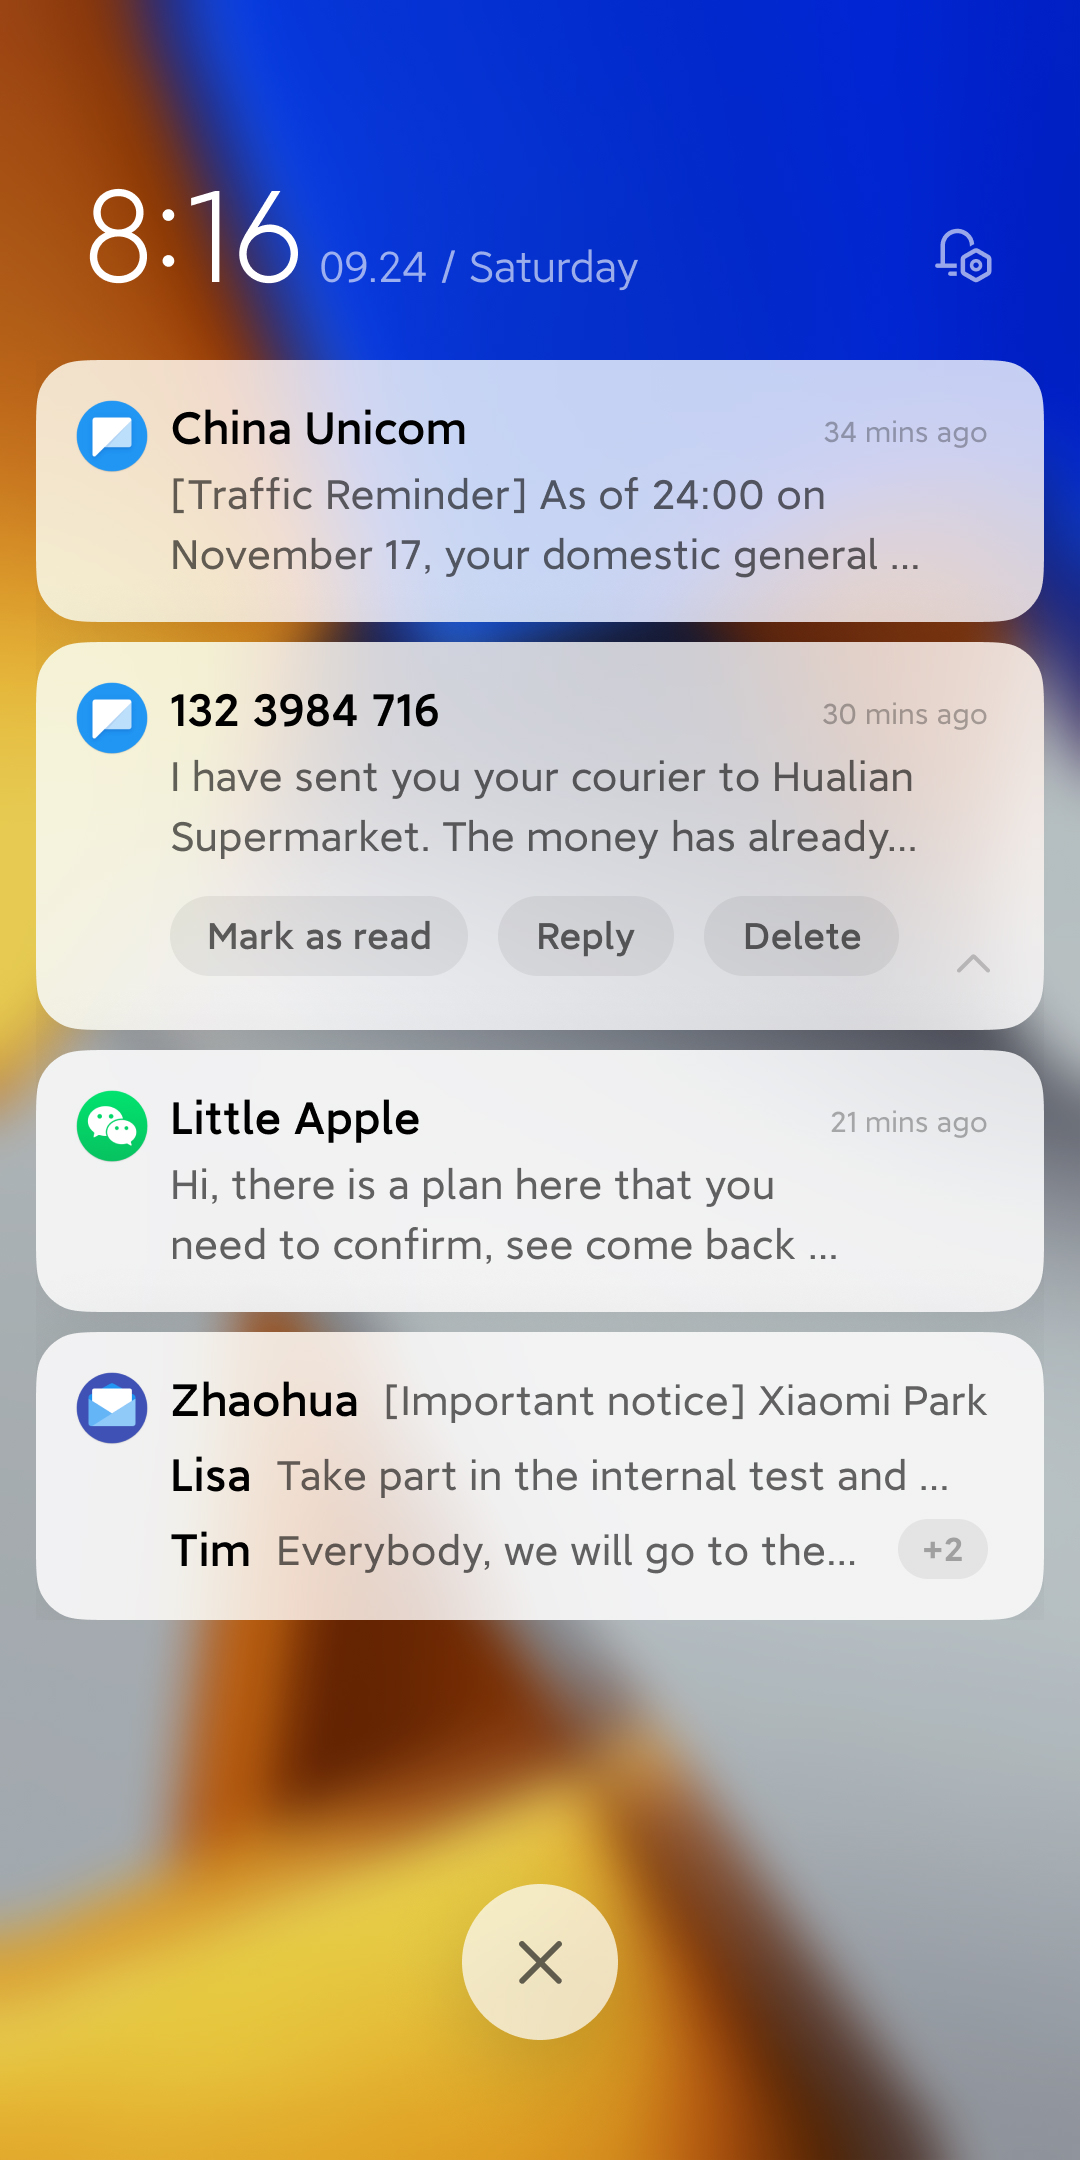 8:16 09.24 / Saturday
China Unicom 34 mins ago
[Traffic Reminder] As of 24:00 on
November 17, your domestic general ...
132 3984 716 30 mins ago
I have sent you your courier to Hualian
Supermarket. The money has already...
Mark as read Reply Delete
Little Apple 21 mins ago
Hi, there is a plan here that you
need to confirm, see come back ...
Zhaohua [Important notice] Xiaomi Park
Lisa Take part in the internal test and ...
Tim Everybody, we will go to the... +2